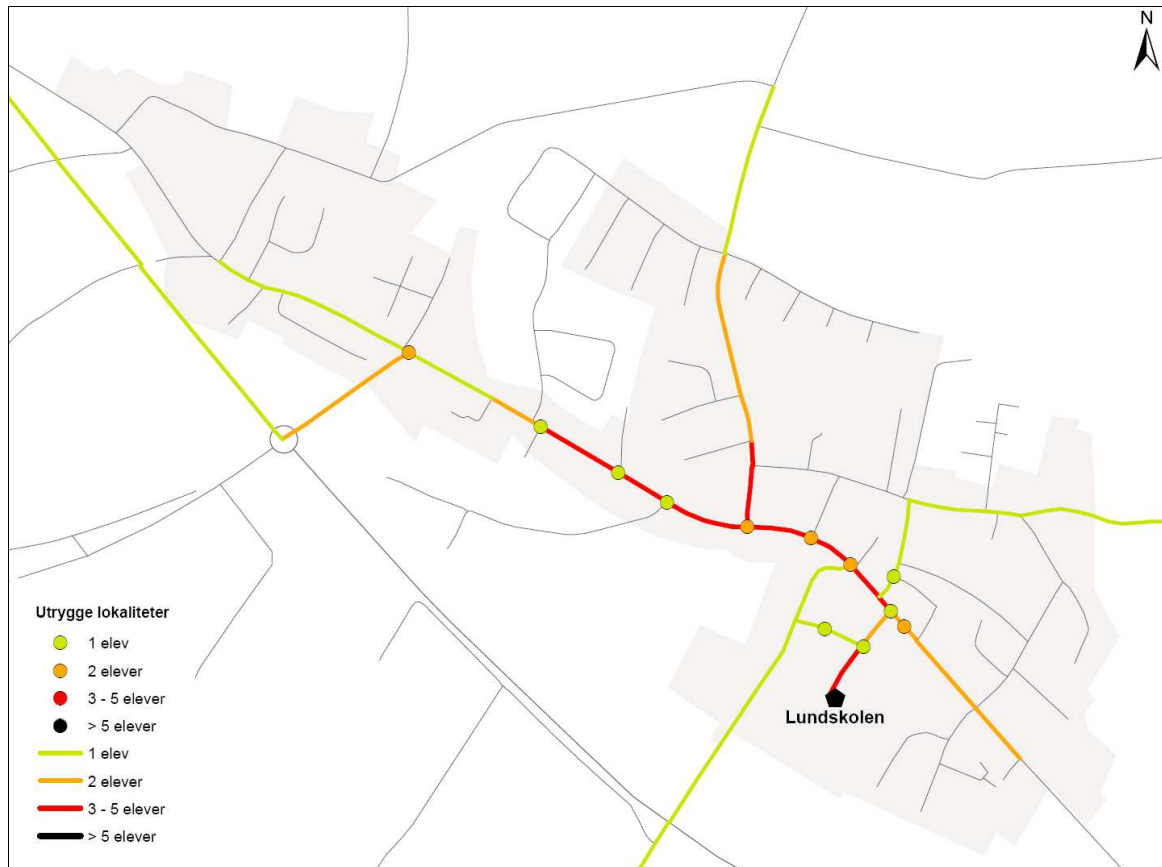 N
Lundskolen
Utrygge lokaliteter
1 elev
2 elever
3 - 5 elever
> 5 elever
1 elev
2 elever
3 - 5 elever
> 5 elever